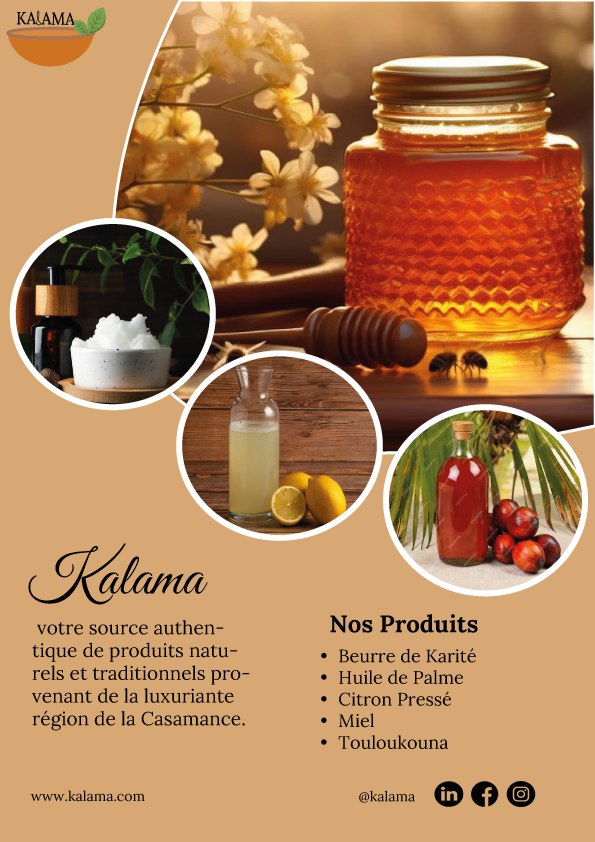 KALAMA
Kalama
votre source authen-
tique de produits natu-
rels et traditionnels pro-
venant de la luxuriante
région de la Casamance.
Nos Produits
• Beurre de Karité
• Huile de Palme
• Citron Pressé
• Miel
• Touloukouna
www.kalama.com
@kalama
in f